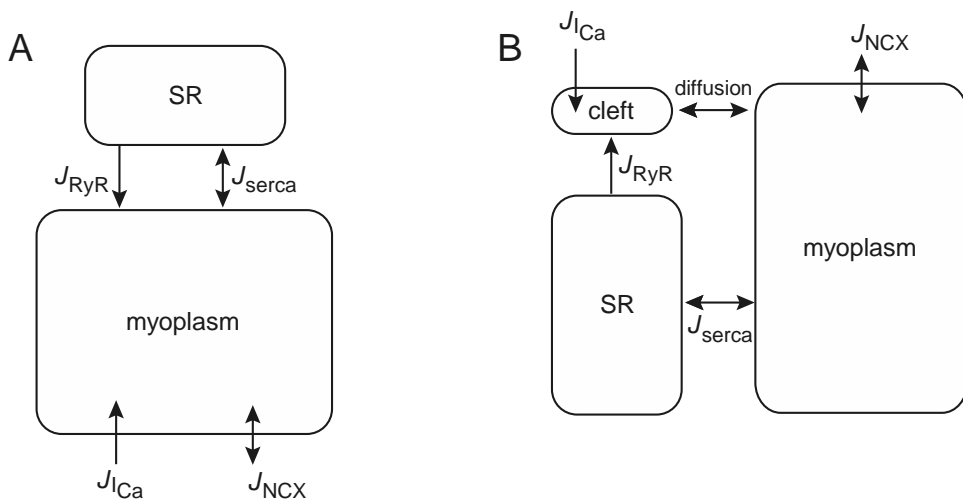 A
SR
J_RyR
J_serca
myoplasm
J_ICa
J_NCX
B
J_ICa
J_NCX
diffusion
cleft
J_RyR
myoplasm
SR
J_serca